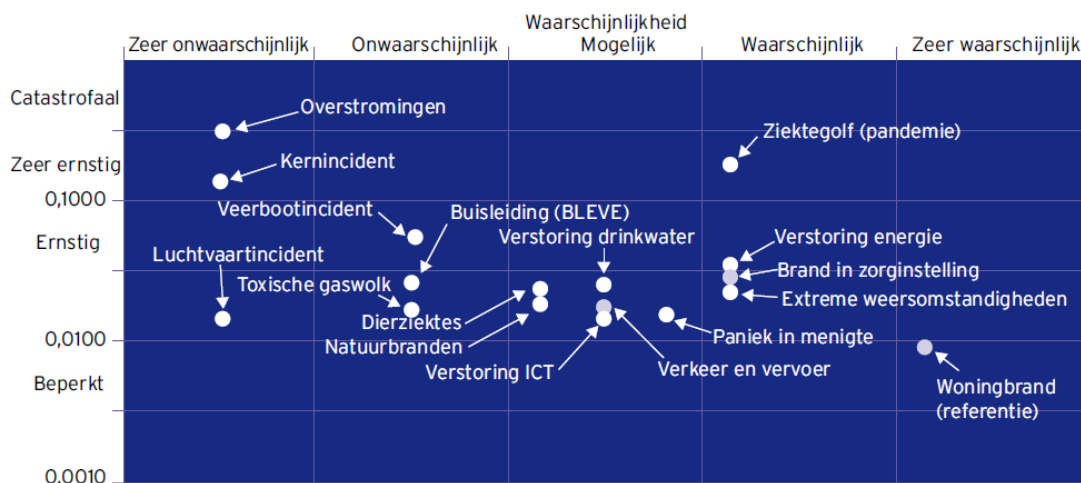 Waarschijnlijkheid
Zeer onwaarschijnlijk
Onwaarschijnlijk
Mogelijk
Waarschijnlijk
Zeer waarschijnlijk
Catastrofaal
Overstromingen
Ziektegolf (pandemie)
Zeer ernstig
Kernincident
0,1000
Veerbootincident
Buisleiding (BLEVE)
Ernstig
Verstoring drinkwater
Verstoring energie
Luchtvaartincident
Brand in zorginstelling
Toxische gaswolk
Extreme weersomstandigheden
Dierziektes
0,0100
Natuurbranden
Paniek in menigte
Verstoring ICT
Verkeer en vervoer
Beperkt
Woningbrand
(referentie)
0.0010